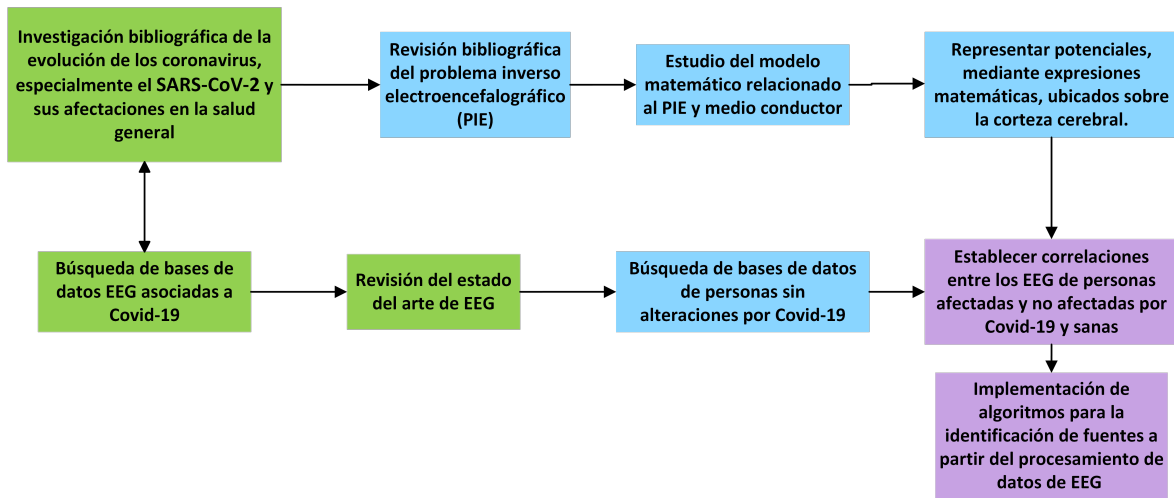 Investigación bibliográfica de la
evolución de los coronavirus,
especialmente el SARS-CoV-2 y
sus afectaciones en la salud
general
Revisión bibliográfica
del problema inverso
electroencefalográfico
(PIE)
Estudio del modelo
matemático relacionado
al PIE y medio conductor
Representar potenciales,
mediante expresiones
matemáticas, ubicados sobre
la corteza cerebral.
Búsqueda de bases de
datos EEG asociadas a
Covid-19
Revisión del estado
del arte de EEG
Búsqueda de bases de datos
de personas sin
alteraciones por Covid-19
Establecer correlaciones
entre los EEG de personas
afectadas y no afectadas por
Covid-19 y sanas
Implementación de
algoritmos para la
identificación de fuentes a
partir del procesamiento de
datos de EEG